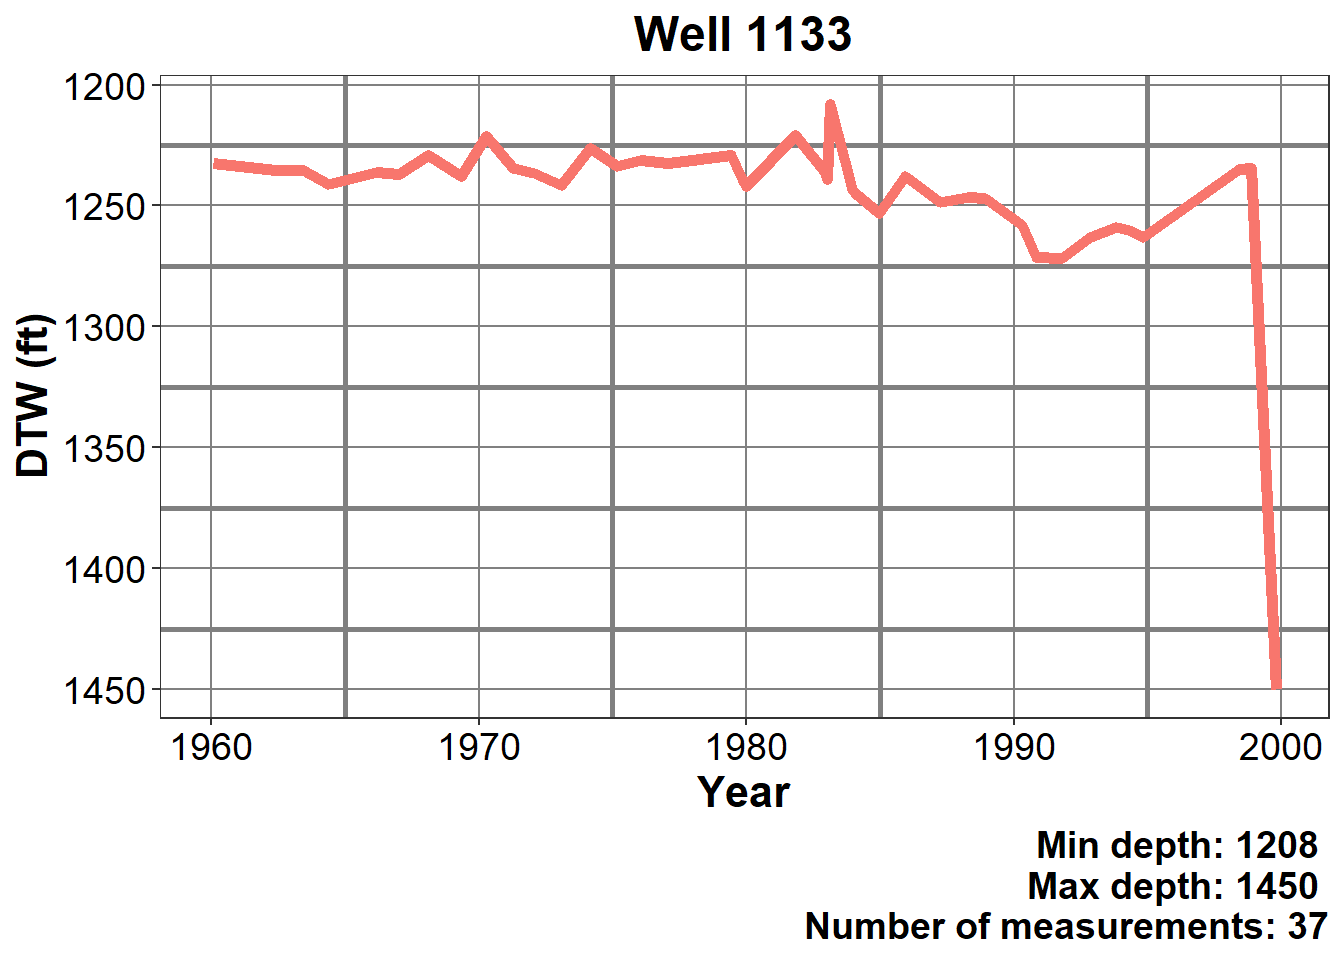 Well 1133
1200
1250
1300
1350
1400
1450
DTW (ft)
1960 1970 1980 1990 2000
Year
Min depth: 1208
Max depth: 1450
Number of measurements: 37